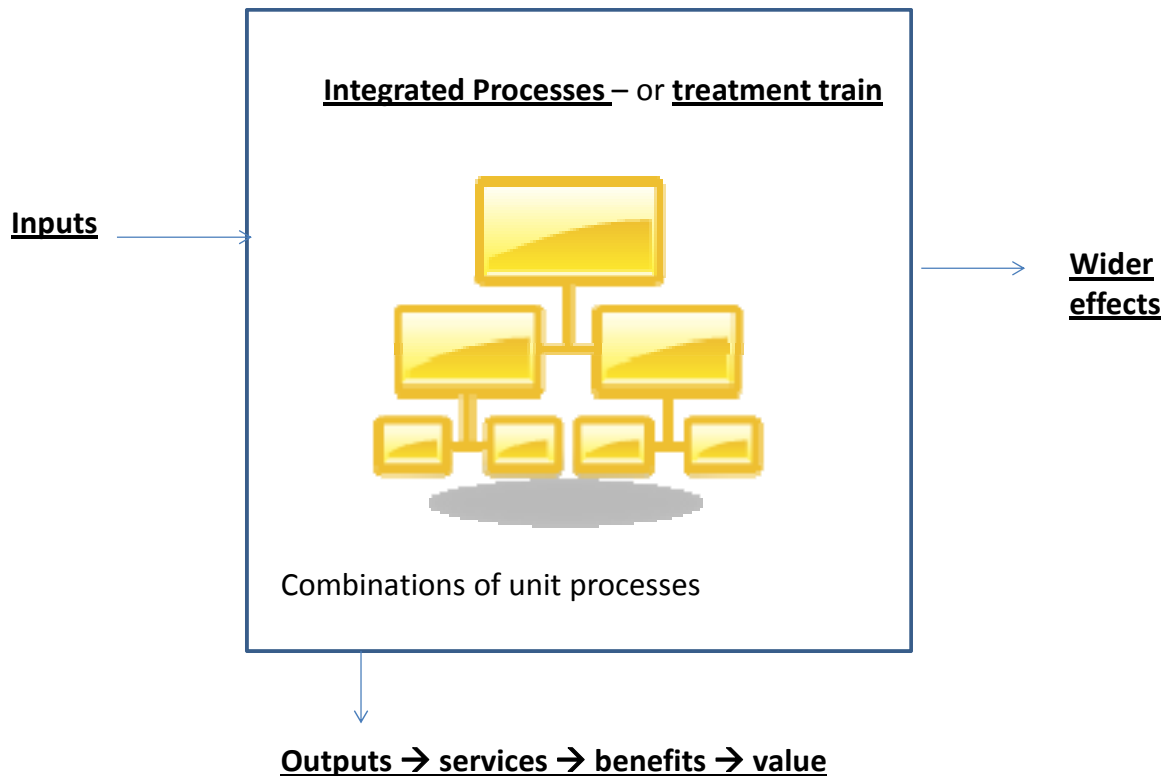 Integrated Processes – or treatment train
Inputs
Wider
effects
Combinations of unit processes
Outputs → services → benefits → value